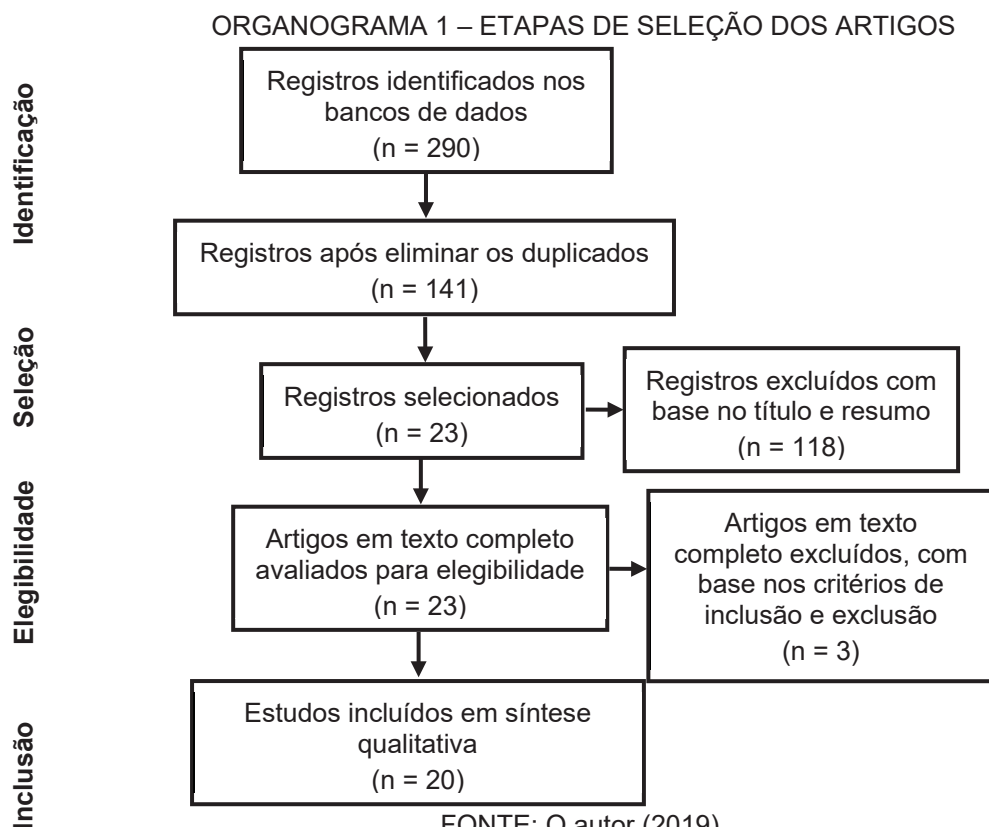 ORGANOGRAMA 1 – ETAPAS DE SELEÇÃO DOS ARTIGOS
Identificação
Registros identificados nos
bancos de dados
(n = 290)
Registros após eliminar os duplicados
(n = 141)
Seleção
Registros selecionados
(n = 23)
Registros excluídos com
base no título e resumo
(n = 118)
Elegibilidade
Artigos em texto completo
avaliados para elegibilidade
(n = 23)
Artigos em texto
completo excluídos, com
base nos critérios de
inclusão e exclusão
(n = 3)
Inclusão
Estudos incluídos em síntese
qualitativa
(n = 20)
FONTE: O autor (2019)